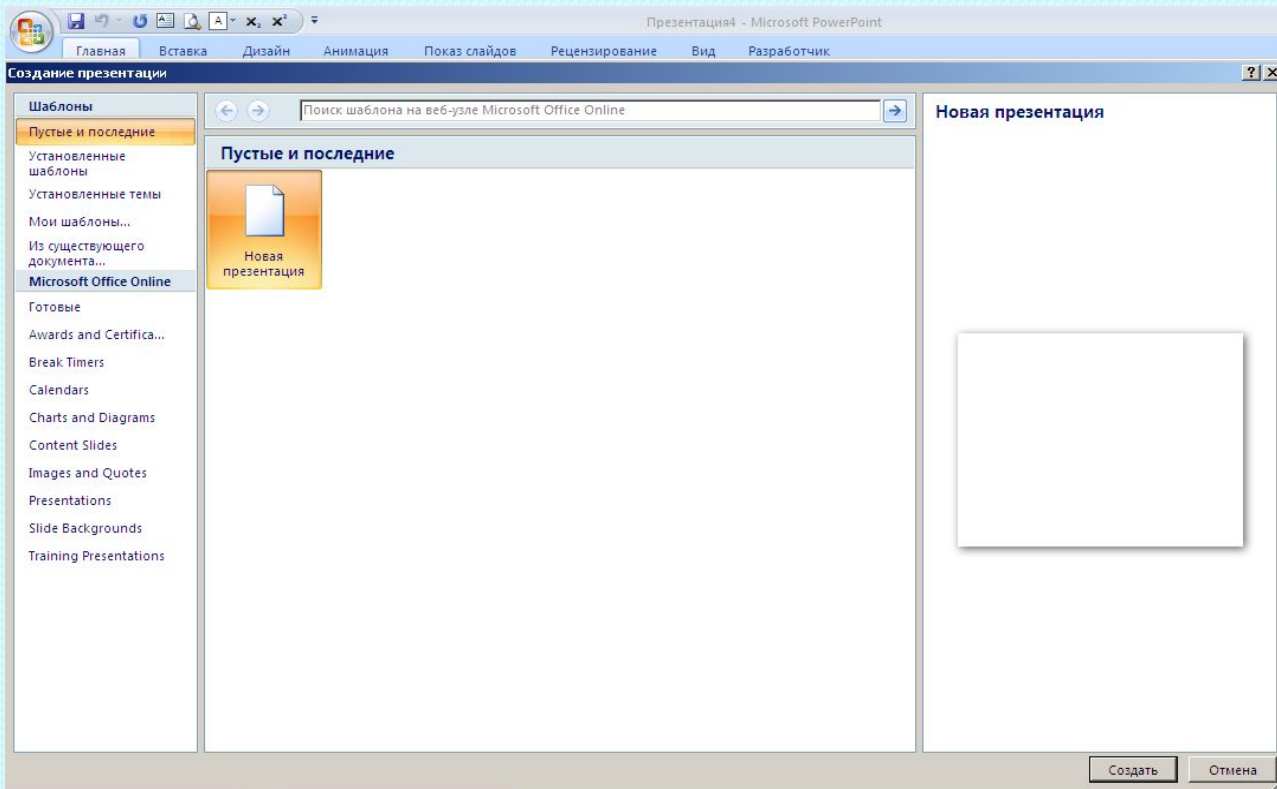 Презентация4 - Microsoft PowerPoint
Главная Вставка Дизайн Анимация Показ слайдов Рецензирование Вид Разработчик
Создание презентации
Шаблоны
Пустые и последние
Установленные
шаблоны
Установленные темы
Мои шаблоны...
Из существующего
документа...
Microsoft Office Online
Готовые
Awards and Certifica...
Break Timers
Calendars
Charts and Diagrams
Content Slides
Images and Quotes
Presentations
Slide Backgrounds
Training Presentations
Поиск шаблона на веб-узле Microsoft Office Online
Пустые и последние
Новая
презентация
Новая презентация
Создать Отмена